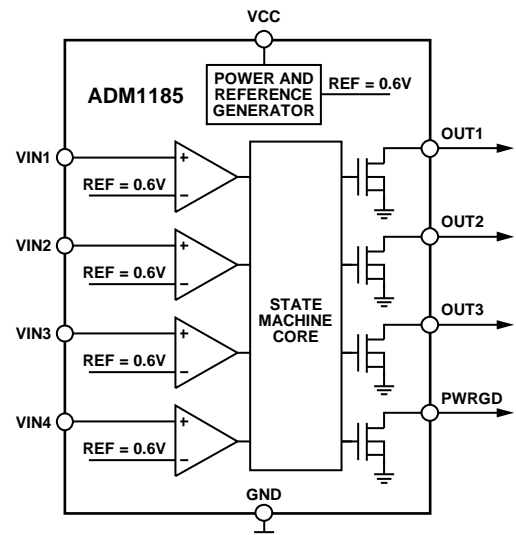 VCC
ADM1185
POWER AND
REFERENCE
GENERATOR
REF = 0.6V
VIN1
+
REF = 0.6V
–
OUT1
VIN2
+
REF = 0.6V
–
OUT2
STATE
MACHINE
CORE
VIN3
+
REF = 0.6V
–
OUT3
VIN4
+
REF = 0.6V
–
PWRGD
GND